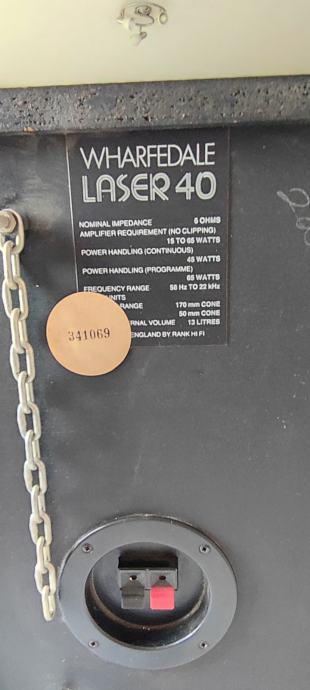 WHARFEDALE
LASER 40
NOMINAL IMPEDANCE 6 OHMS
AMPLIFIER REQUIREMENT (NO CLIPPING)
15 TO 65 WATTS
POWER HANDLING (CONTINUOUS)
45 WATTS
POWER HANDLING (PROGRAMME)
65 WATTS
FREQUENCY RANGE 58 Hz TO 22 kHz
UNITS
RANGE 170 mm CONE
50 mm CONE
RNAL VOLUME 13 LITRES
ENGLAND BY RANK HI FI
341069